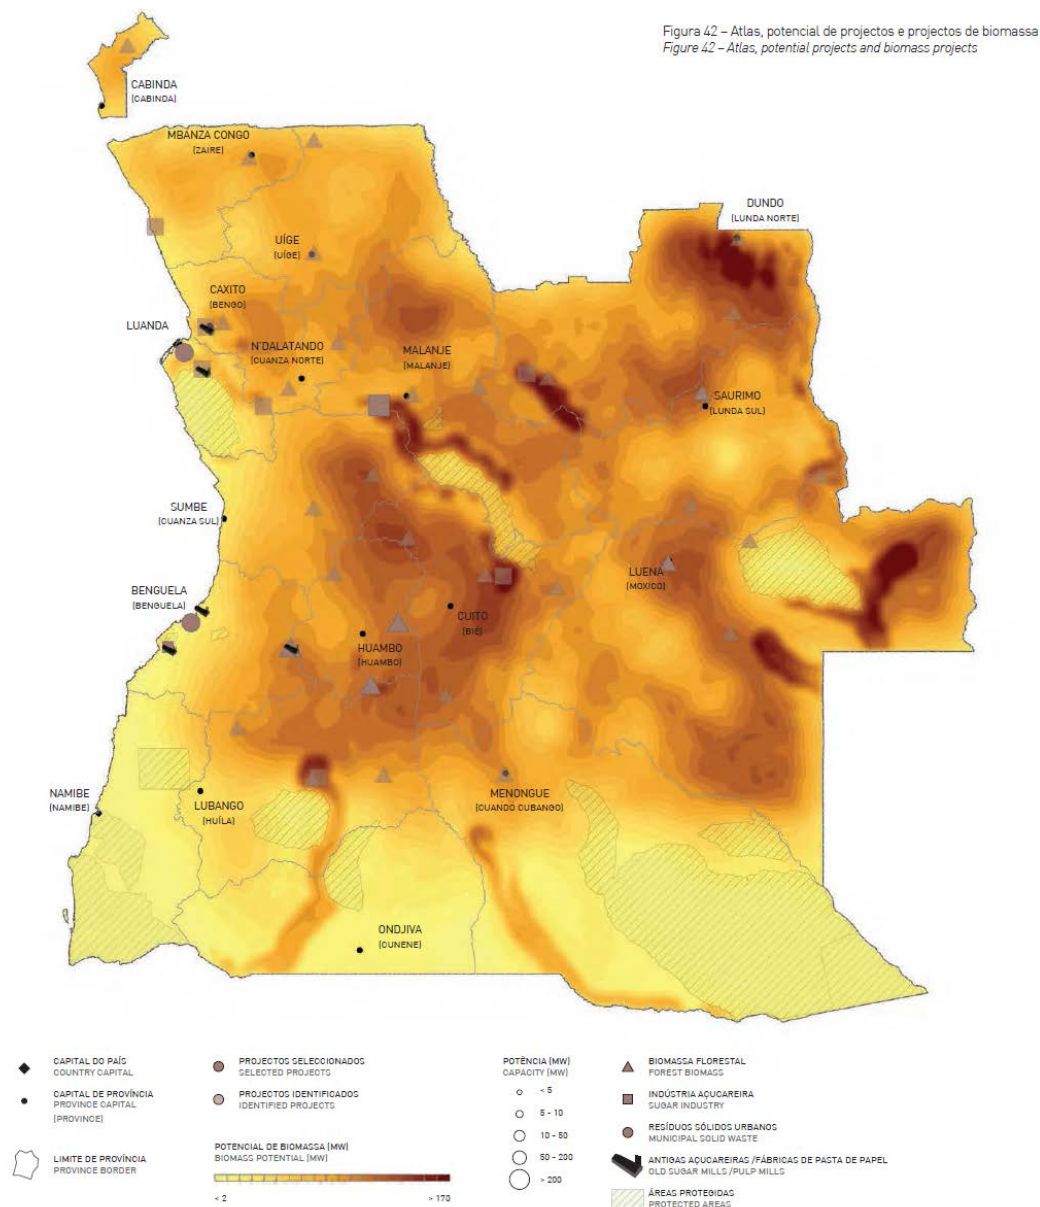 Figura 42 – Atlas, potencial de projectos e projectos de biomassa
Figure 42 – Atlas, potential projects and biomass projects
CABINDA
(CABINDA)
MBANZA CONGO
(ZAIRE)
DUNDO
(LUNDA NORTE)
UÍGE
(UÍGE)
CAXITO
(BENGO)
LUANDA
N'DALATANDO
(CUANZA NORTE)
MALANJE
(MALANJE)
SAURIMO
(LUNDA SUL)
SUMBE
(CUANZA SUL)
LUENA
(MOXICO)
BENGUELA
(BENGUELA)
CUITO
(BIÉ)
HUAMBO
(HUAMBO)
NAMIBE
(NAMIBE)
LUBANGO
(HUÍLA)
MENONGUE
(CUANDO CUBANGO)
ONDJIVA
(CUNENE)
CAPITAL DO PAÍS
COUNTRY CAPITAL
CAPITAL DE PROVÍNCIA
PROVINCE CAPITAL
(PROVINCE)
LIMITE DE PROVÍNCIA
PROVINCE BORDER
PROJECTOS SELECCIONADOS
SELECTED PROJECTS
PROJECTOS IDENTIFICADOS
IDENTIFIED PROJECTS
POTENCIAL DE BIOMASSA (MW)
BIOMASS POTENTIAL (MW)
< 2
> 170
POTÊNCIA (MW)
CAPACITY (MW)
< 5
5 - 10
10 - 50
50 - 200
> 200
BIOMASSA FLORESTAL
FOREST BIOMASS
INDÚSTRIA AÇUCAREIRA
SUGAR INDUSTRY
RESÍDUOS SÓLIDOS URBANOS
MUNICIPAL SOLID WASTE
ANTIGAS AÇUCAREIRAS /FÁBRICAS DE PASTA DE PAPEL
OLD SUGAR MILLS /PULP MILLS
ÁREAS PROTEGIDAS
PROTECTED AREAS